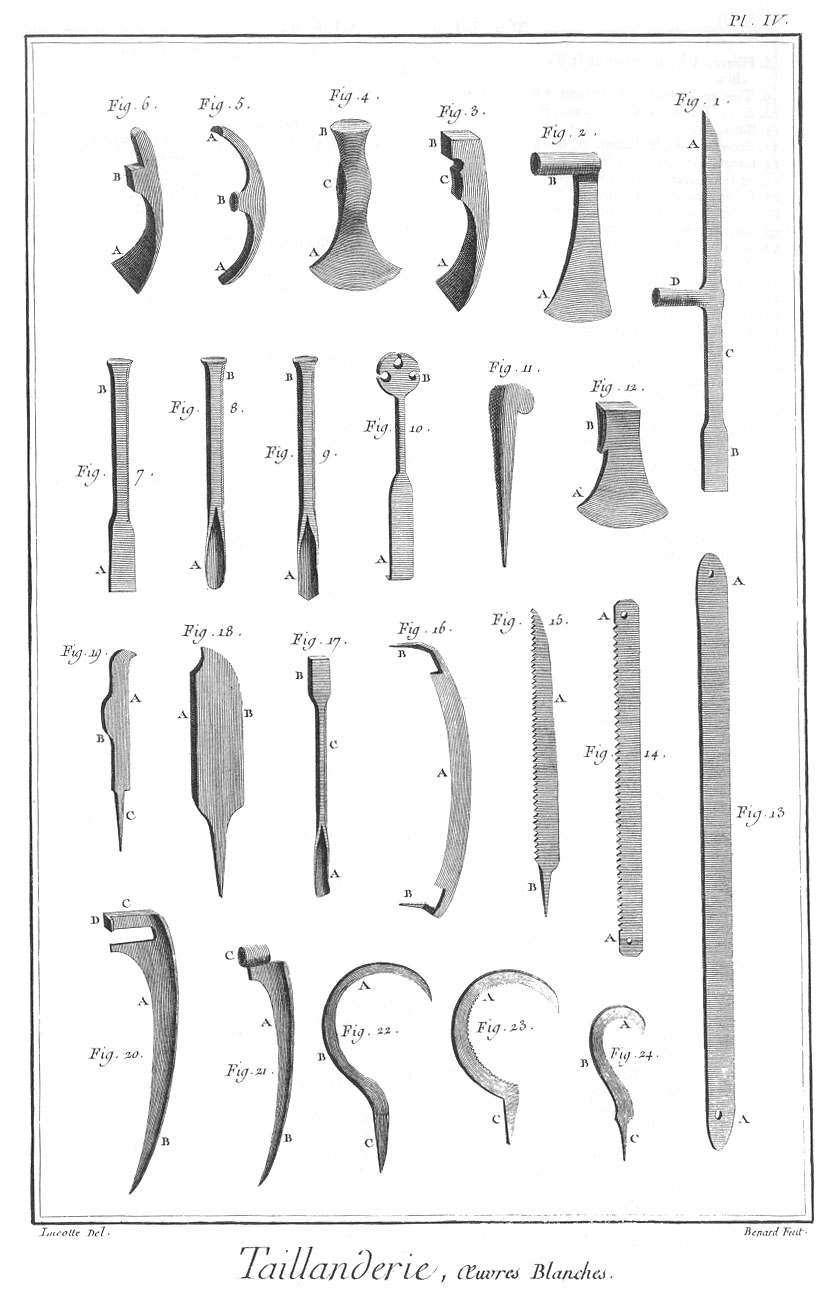 Pl. IV.
Fig. 6.
Fig. 5.
Fig. 4.
Fig. 3.
Fig. 2.
Fig. 1.
B
A
A
B
A
B
C
A
B
C
A
B
A
A
D
C
B
Fig. 7.
B
A
Fig. 8.
B
A
Fig. 9.
B
A
Fig. 10.
B
A
Fig. 11.
Fig. 12.
B
A
Fig. 19.
A
B
C
Fig. 18.
A
B
Fig. 17.
B
C
A
Fig. 16.
B
A
B
Fig. 15.
A
B
Fig. 14.
A
A
Fig. 13
A
A
Fig. 20.
C
D
A
B
Fig. 21.
C
A
B
Fig. 22.
A
B
C
Fig. 23.
A
C
Fig. 24.
A
B
C
Lucotte Del.
Benard Fecit.
Taillanderie, Œuvres Blanches.